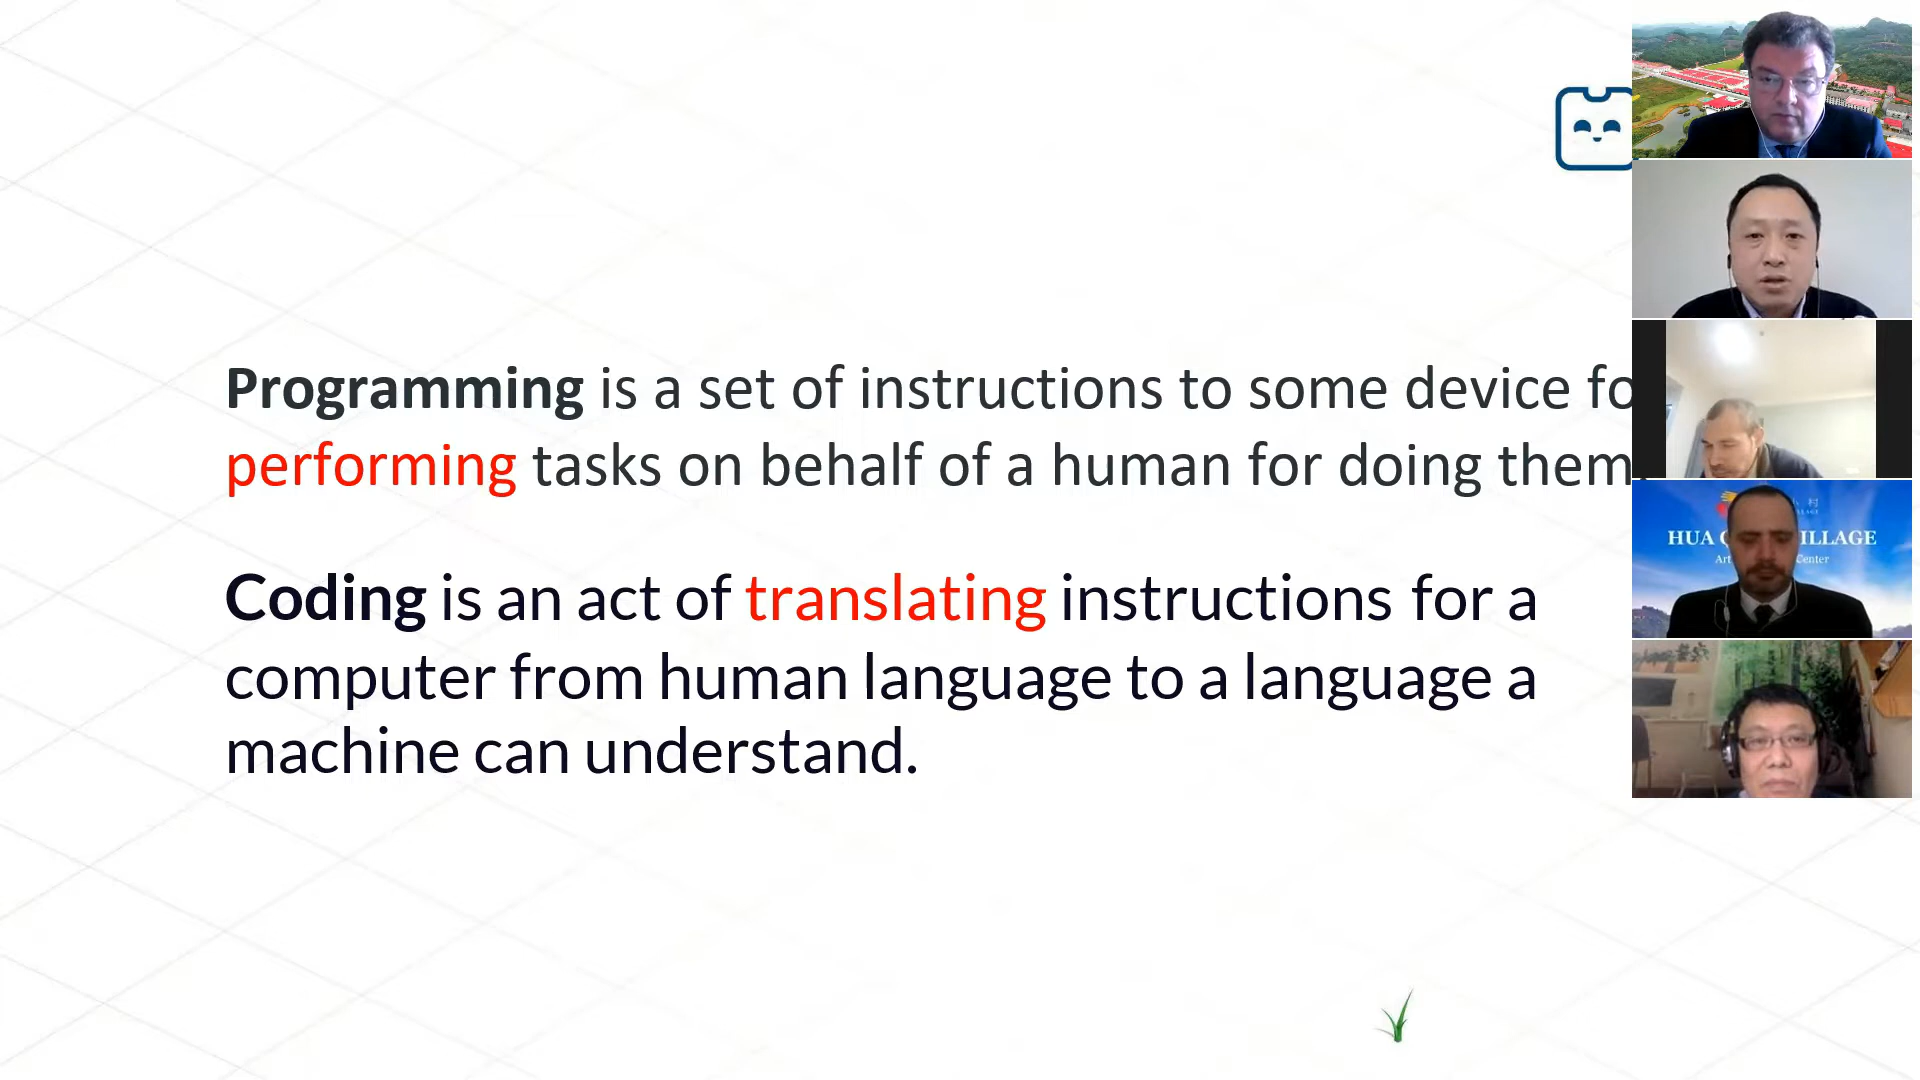 Programming is a set of instructions to some device fo
performing tasks on behalf of a human for doing them.
Coding is an act of translating instructions for a
computer from human language to a language a
machine can understand.
HUA ILLAGE
Art Center